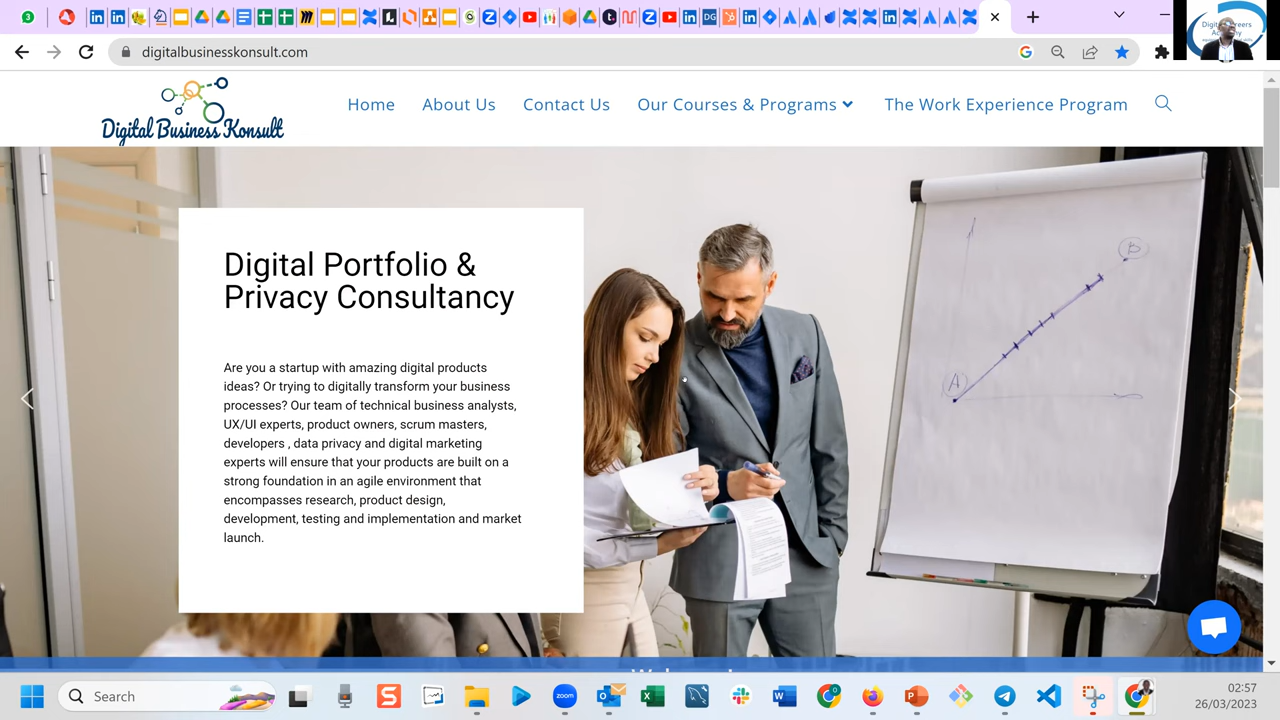 digitalbusinesskonsult.com
Digital Business Konsult
Home About Us Contact Us Our Courses & Programs The Work Experience Program
Digital Portfolio &
Privacy Consultancy
Are you a startup with amazing digital products
ideas? Or trying to digitally transform your business
processes? Our team of technical business analysts,
UX/UI experts, product owners, scrum masters,
developers , data privacy and digital marketing
experts will ensure that your products are built on a
strong foundation in an agile environment that
encompasses research, product design,
development, testing and implementation and market
launch.
A
B
Search
zoom
02:57
26/03/2023